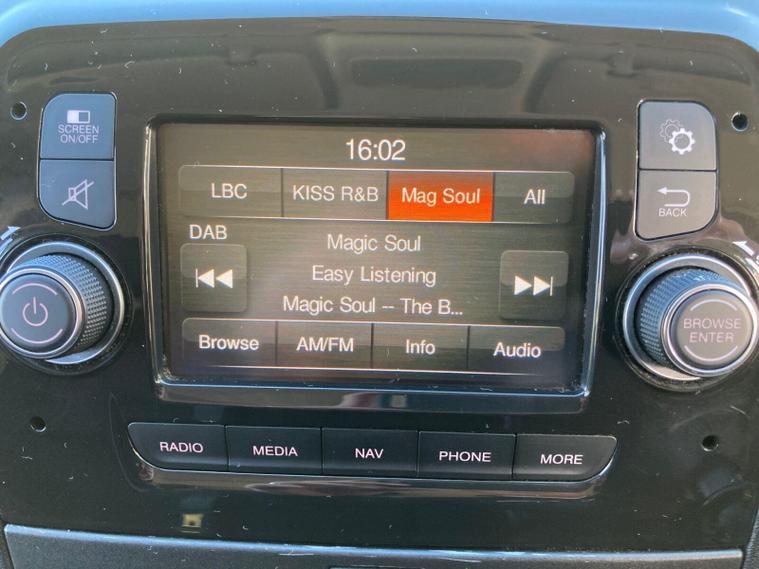 SCREEN
ON/OFF
16:02
LBC KISS R&B Mag Soul All
DAB
Magic Soul
Easy Listening
Magic Soul -- The B...
Browse AM/FM Info Audio
BACK
BROWSE
ENTER
RADIO MEDIA NAV PHONE MORE